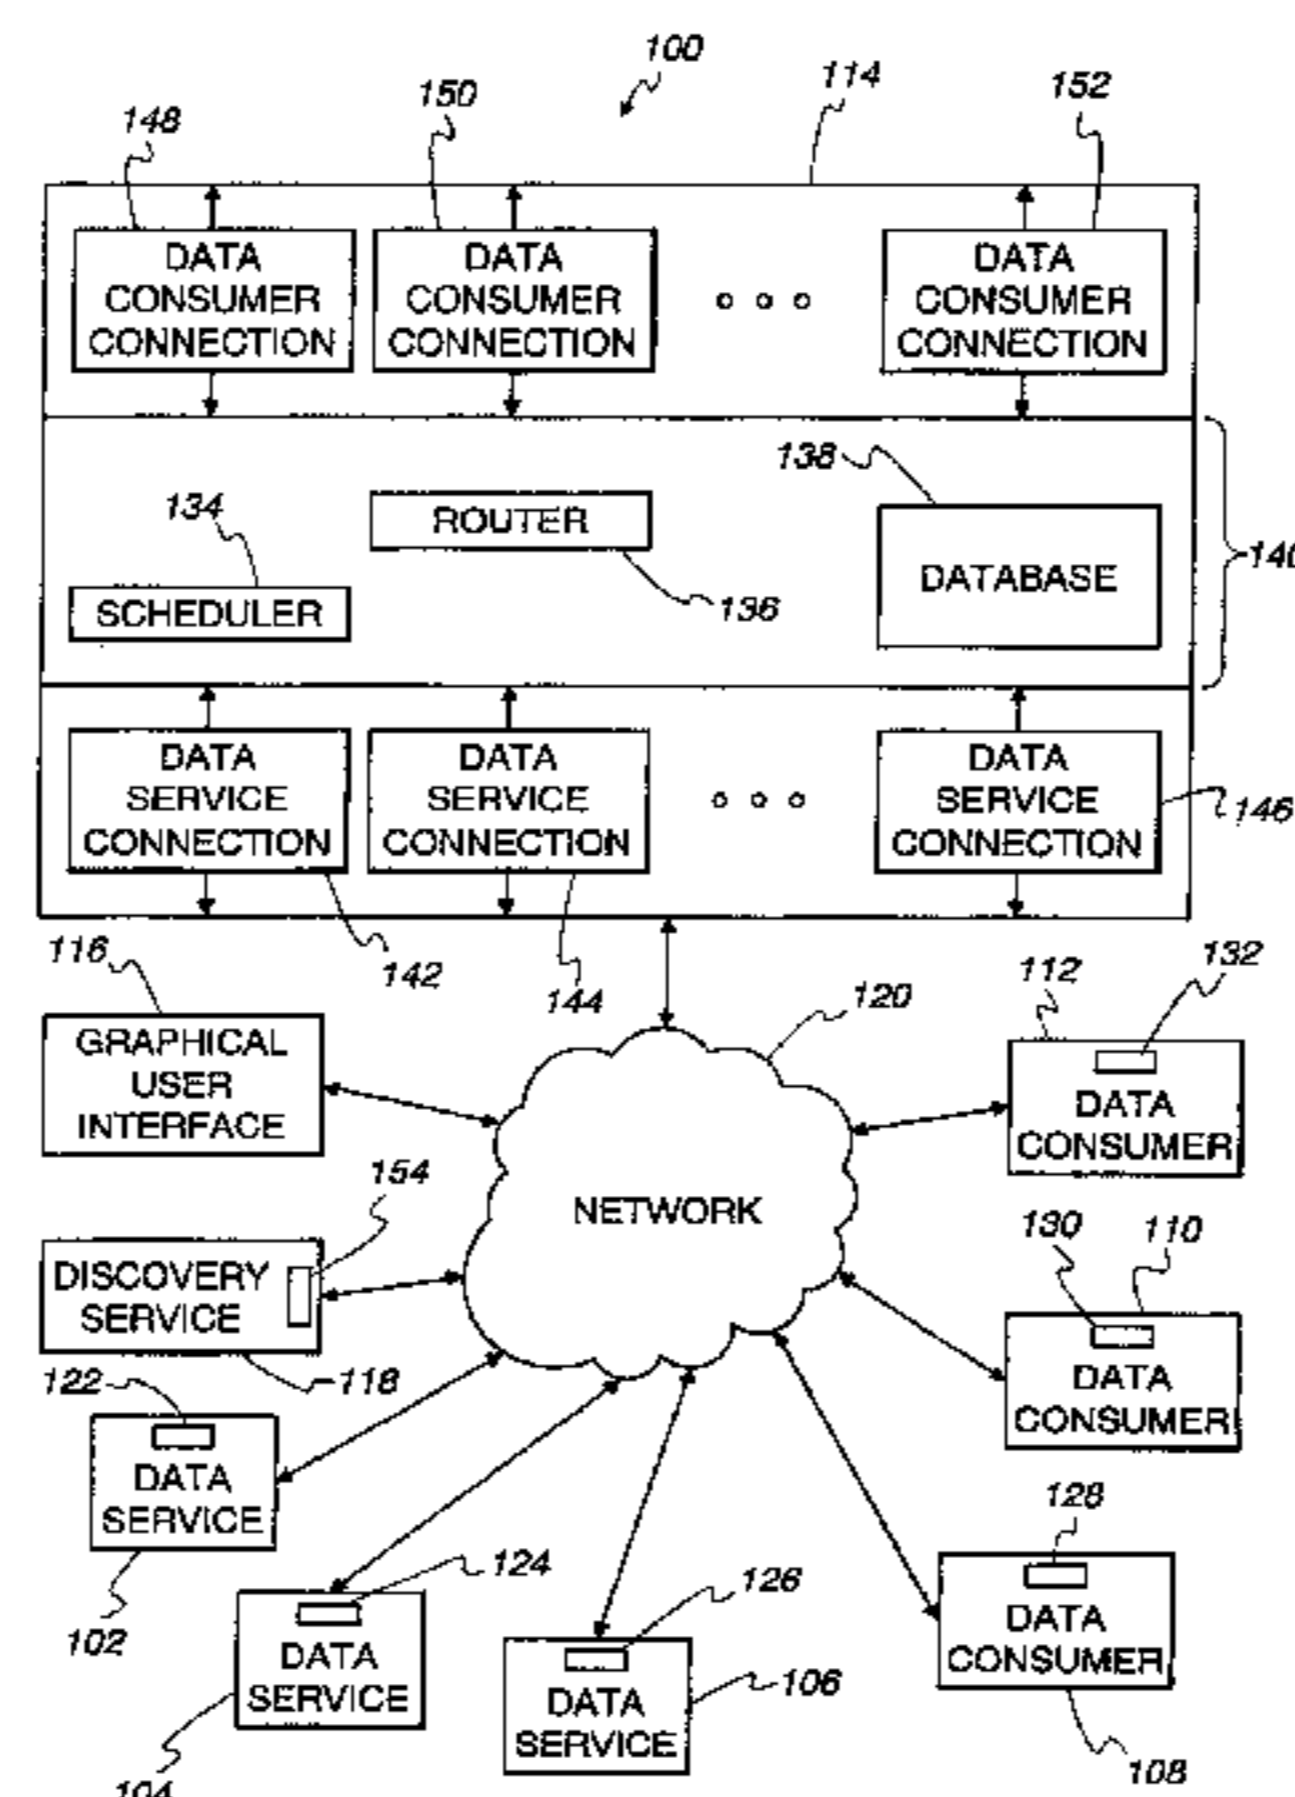 100
114
150
152
148
DATA
CONSUMER
CONNECTION
DATA
CONSUMER
CONNECTION
DATA
CONSUMER
CONNECTION
138
134
ROUTER
140
DATABASE
SCHEDULER
136
DATA
SERVICE
CONNECTION
DATA
SERVICE
CONNECTION
DATA
SERVICE
CONNECTION
146
116
142
144
120
112
132
GRAPHICAL
USER
INTERFACE
DATA
CONSUMER
154
NETWORK
130
110
DISCOVERY
SERVICE
118
122
DATA
CONSUMER
DATA
SERVICE
128
124
126
102
DATA
SERVICE
106
DATA
SERVICE
DATA
CONSUMER
104
108